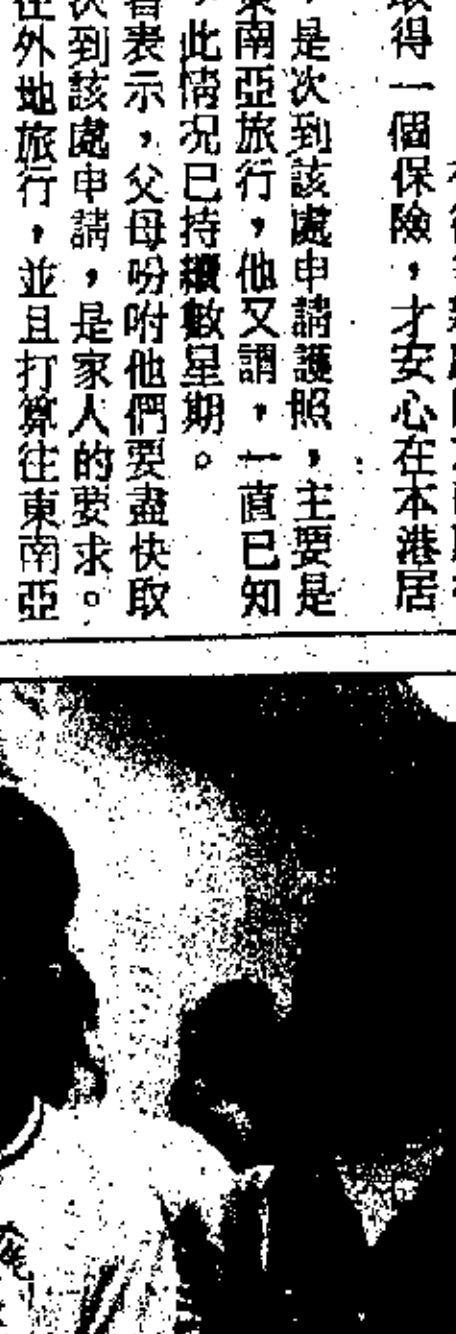 取得一個保險，才安心在本港居
，是次到該處申請護照，主要是
東南亞旅行，他又謂，一直已知
，此情況已持續數星期。
者表示，父母吩咐他們要盡快取
次到該處申請，是家人的要求。
往外地旅行，並且打算往東南亞